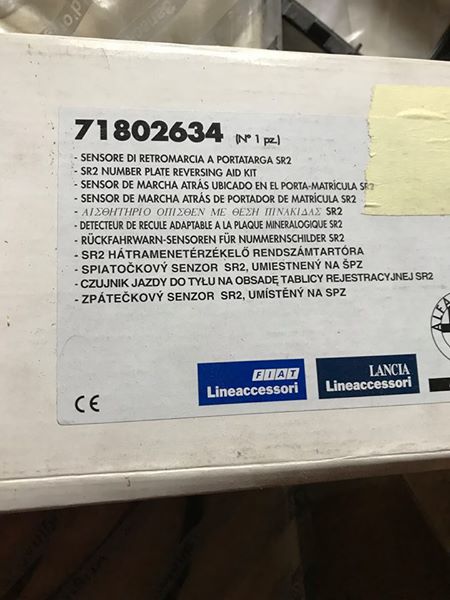 71802634 (N° 1 pz.)
- SENSORE DI RETROMARCIA A PORTATARGA SR2
- SR2 NUMBER PLATE REVERSING AID KIT
- SENSOR DE MARCHA ATRÁS UBICADO EN EL PORTA-MATRÍCULA SR2
- SENSOR DE MARCHA ATRÁS DE PORTADOR DE MATRÍCULA SR2
- ΑΙΣΘΗΤΗΡΙΟ ΟΠΙΣΘΕΝ ΜΕ ΘΕΣΗ ΠΙΝΑΚΙΔΑΣ SR2
- DETECTEUR DE RECULE ADAPTABLE A LA PLAQUE MINERALOGIQUE SR2
- RÜCKFAHRWARN-SENSOREN FÜR NUMMERNSCHILDER SR2
- SR2 HÁTRAMENETÉRZÉKELŐ RENDSZÁMTARTÓRA
- SPIATOČKOVÝ SENZOR SR2, UMIESTNENÝ NA ŠPZ
- CZUJNIK JAZDY DO TYŁU NA OBSADĘ TABLICY REJESTRACYJNEJ SR2
- ZPÁTEČKOVÝ SENZOR SR2, UMÍSTĚNÝ NA SPZ
FIAT
Lineaccessori
LANCIA
Lineaccessori
ALFA
CE